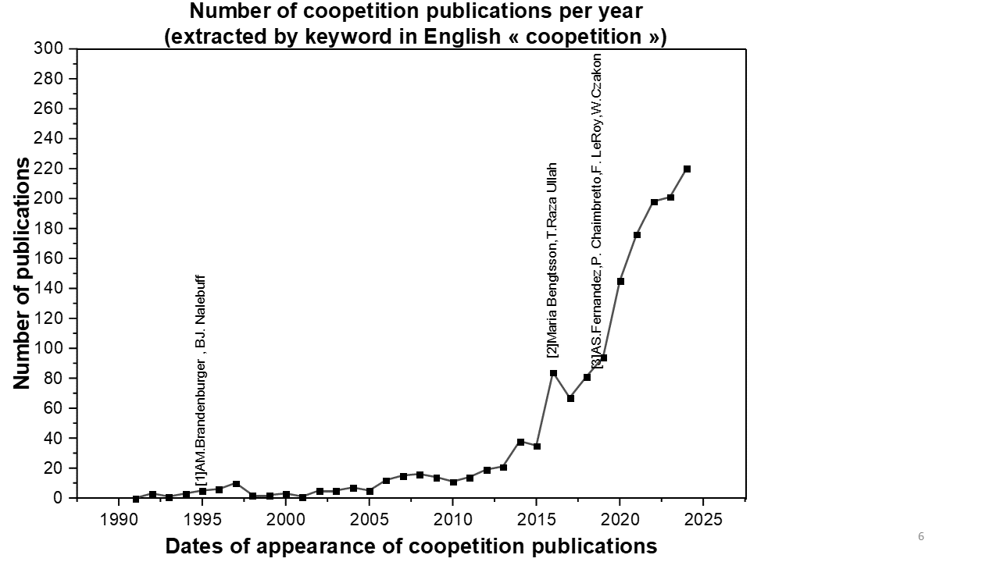 Number of coopetition publications per year
(extracted by keyword in English « coopetition »)
300
280
260
240
220
200
180
160
140
120
100
80
60
40
20
0
Number of publications
[1]AM.Brandenburger , BJ. Nalebuff
[2]Maria Bengtsson,T.Raza Ullah
[3]AS.Fernandez,P. Chaimbretto,F. LeRoy,W.Czakon
1990 1995 2000 2005 2010 2015 2020 2025
Dates of appearance of coopetition publications
6